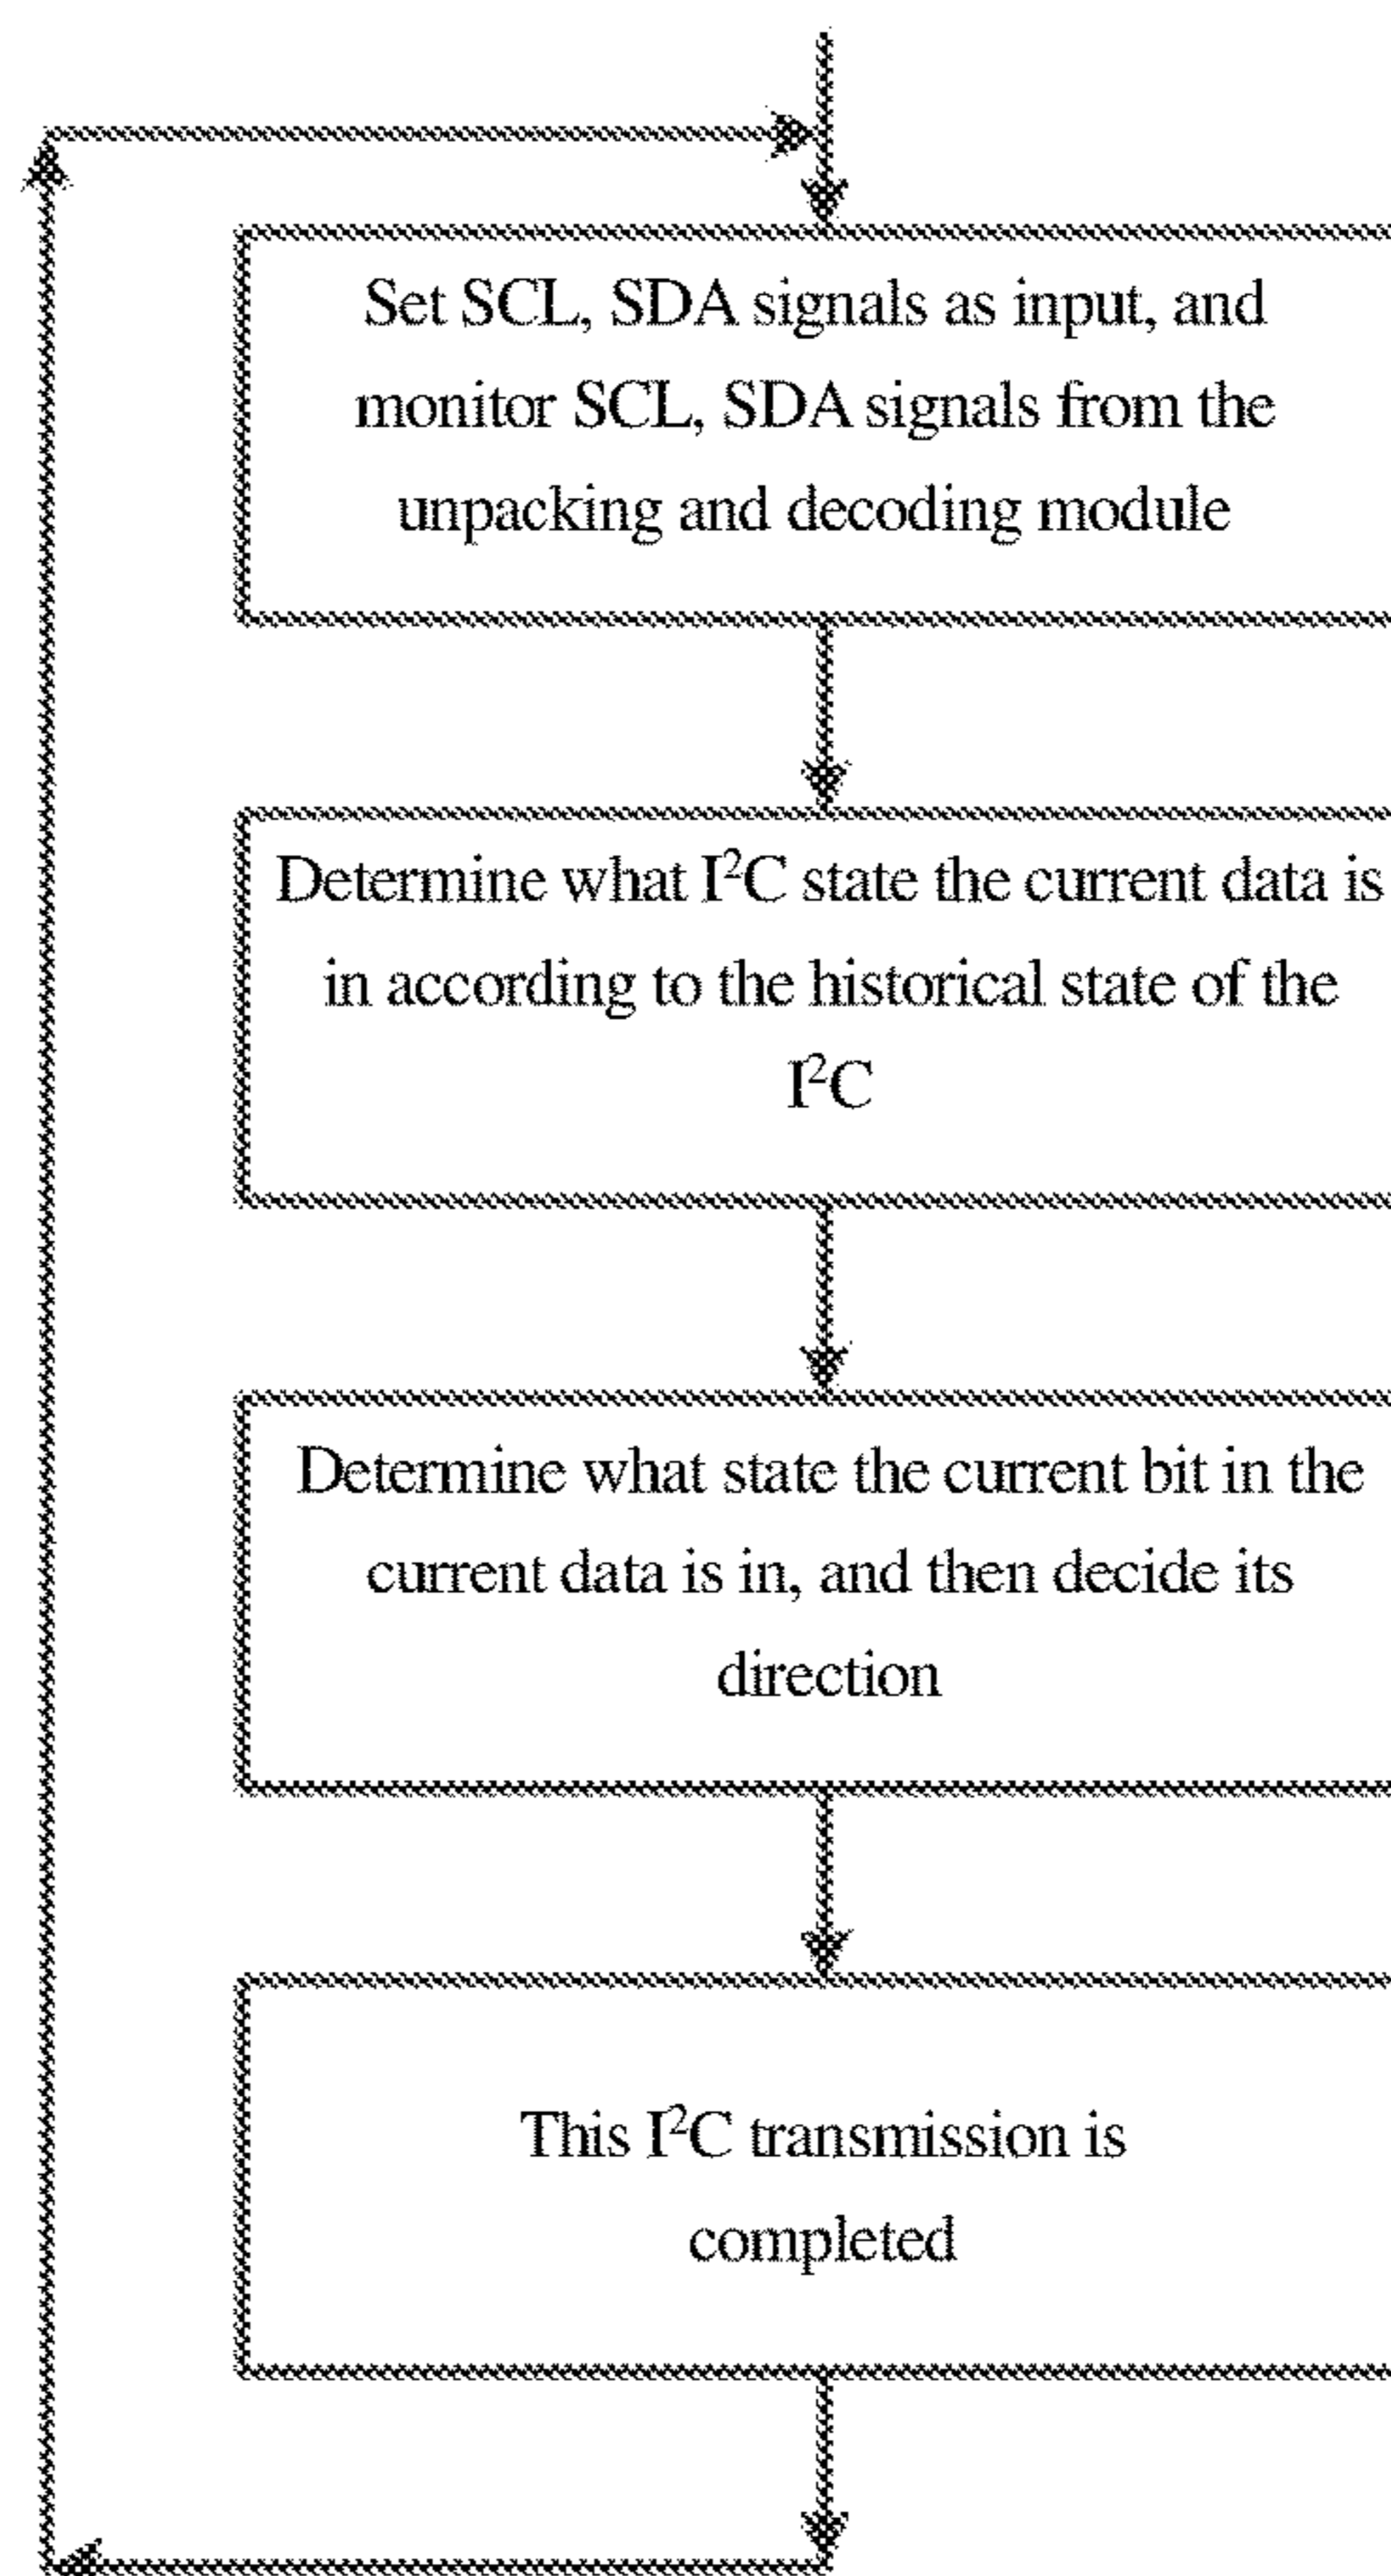 Set SCL, SDA signals as input, and
monitor SCL, SDA signals from the
unpacking and decoding module
Determine what I²C state the current data is
in according to the historical state of the
I²C
Determine what state the current bit in the
current data is in, and then decide its
direction
This I²C transmission is
completed